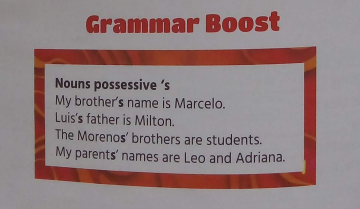 Grammar Boost
Nouns possessive 's
My brother's name is Marcelo.
Luis's father is Milton.
The Morenos' brothers are students.
My parents' names are Leo and Adriana.